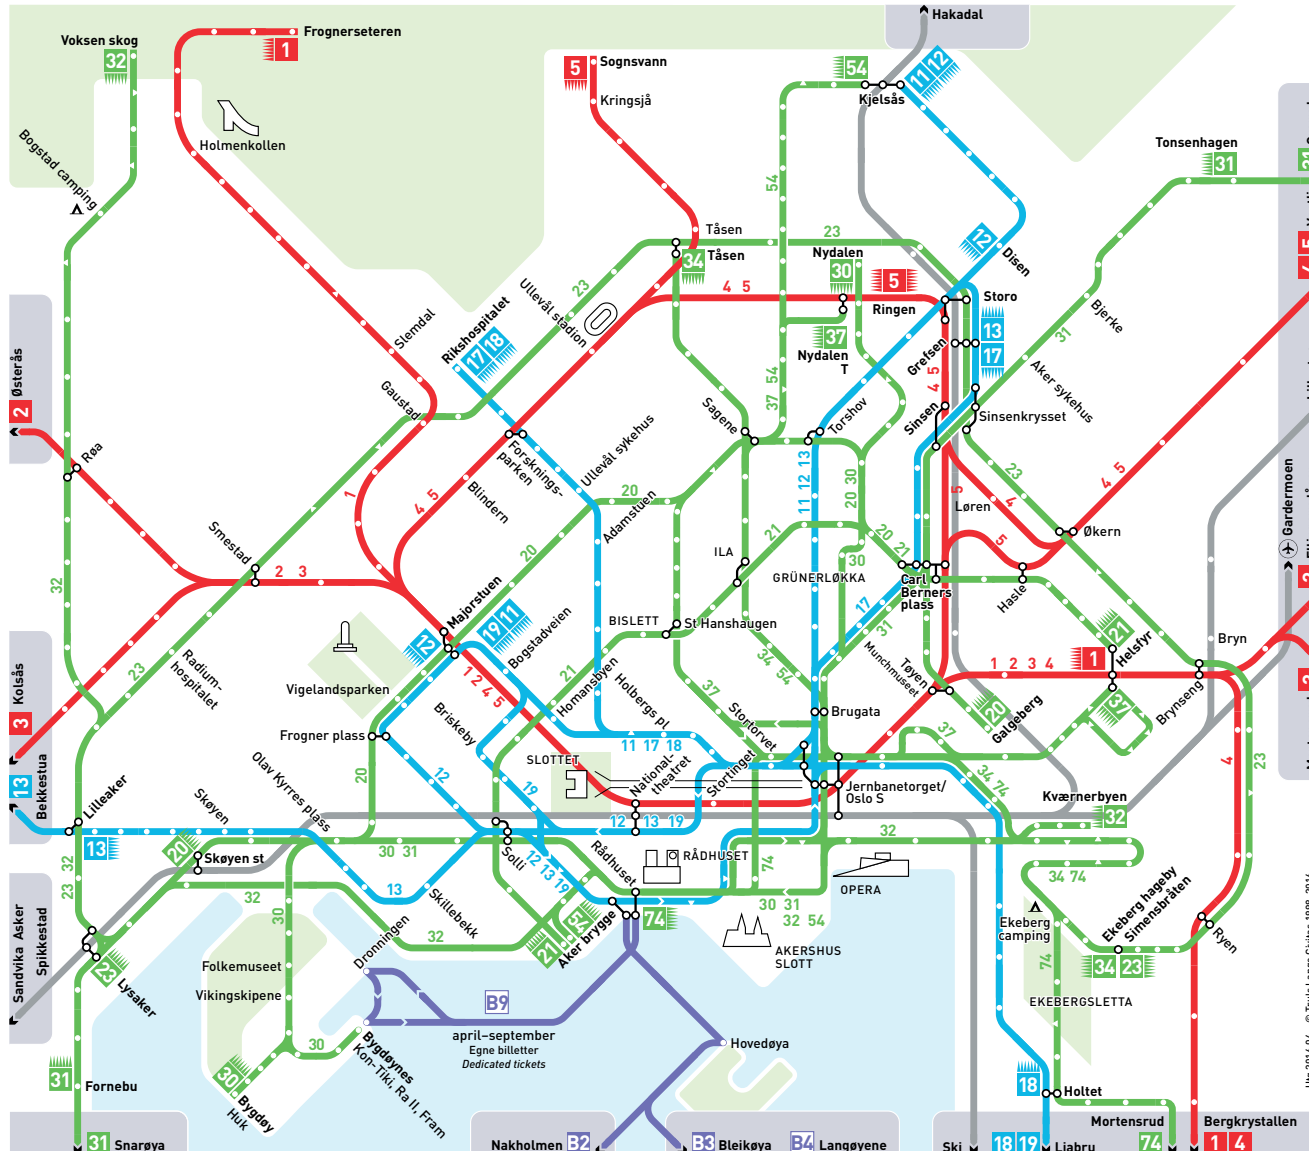 Hakadal
Voksen skog
32
Frognerseteren
1
5
Sognsvann
Kringsjå
54
Kjelsås
11 12
Holmenkollen
Bogstad camping
Tonsenhagen
31
54
Tåsen
Tåsen
34
23
Nydalen
30
5
Ringen
12
Disen
Storo
13
17
Grefsen
Ullevål stadion
23
4 5
Rikshospitalet
17 18
37
Nydalen
T
Bjerke
31
Slemdal
Gaustad
Østerås
2
Røa
Sagene
37 54
Torshov
4 5
Sinsen
Sinsenkrysset
Aker sykehus
Forsknings-
parken
Ullevål sykehus
Blindern
4 5
1
20
Adamstuen
11 12 13
20 30
23
5
Løren
4
4 5
Økern
Smestad
2 3
32
20
ILA
21
30
20
21
GRÜNERLØKKA
Carl
Berners
plass
5
Hasle
Gardermoen
Majorstuen
12
19 11
Bogstadveien
BISLETT
St Hanshaugen
17
31
Munchmuseet
Tøyen
21
Helsfyr
Bryn
Kolsås
3
23
Radium-
hospitalet
Vigelandsparken
1 2 4 5
21
Homansbyen
Holbergs pl.
37
34 54
1 2 3 4
1
37
Brynseng
20
Galgeberg
Bekkestua
13
Frogner plass
Briskeby
11 17 18
Stortorvet
Brugata
37
Lilleaker
13
Olav Kyrres plass
Skøyen
20
12
19
SLOTTET
National-
theatret
Stortinget
Jernbanetorget/
Oslo S
34 74
Kværnerbyen
32
4
23
20
Skøyen st
30 31
12 13 19
Solli
12 13 19
Rådhuset
RÅDHUSET
74
32
OPERA
34 74
32
23
32
30
13
Skillebekk
32
21
54
Aker brygge
74
30 31
32 54
AKERSHUS
SLOTT
Ekeberg
camping
Ekeberg hageby
Simensbråten
34 23
Ryen
Sandvika Asker
Spikkestad
23
Lysaker
Folkemuseet
Vikingskipene
Dronningen
B9
april–september
Egne billetter
Dedicated tickets
EKEBERGSLETTA
74
31
Fornebu
30
30
Bygdøy
Huk
Bygdøynes
Kon-Tiki, Ra II, Fram
Hovedøya
18
Holtet
31
Snarøya
Nakholmen
B2
B3
Bleikøya
B4
Langøyene
Ski
18 19
Ljabru
Mortensrud
74
Bergkrystallen
1 4